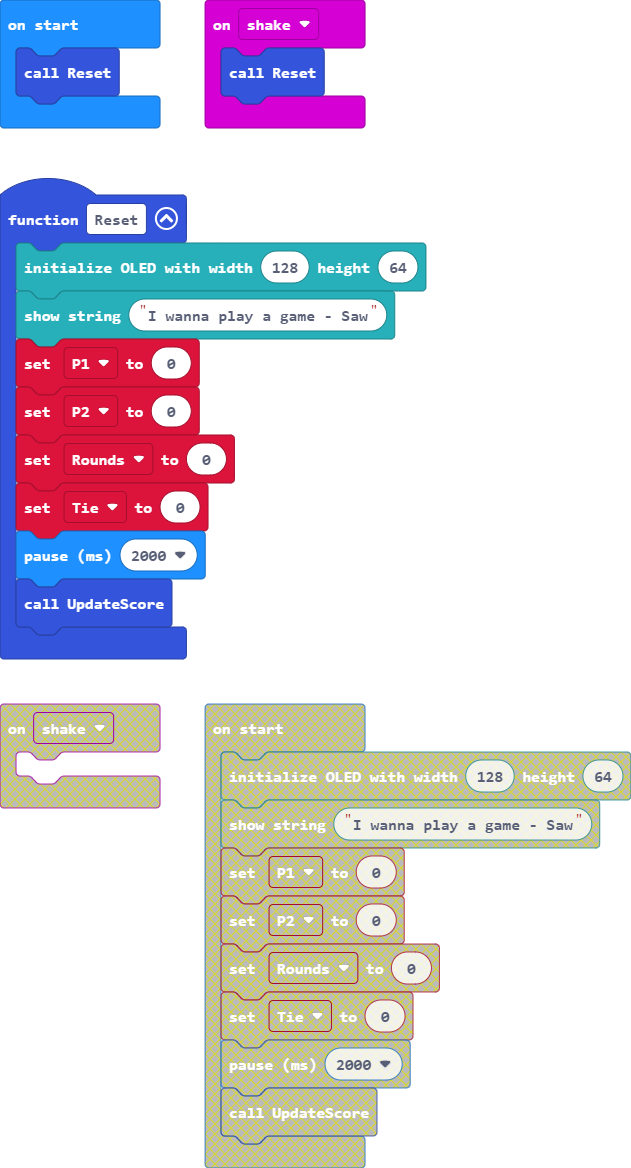 on start
call Reset
on shake
call Reset
function Reset
initialize OLED with width 128 height 64
show string "I wanna play a game - Saw"
set P1 to 0
set P2 to 0
set Rounds to 0
set Tie to 0
pause (ms) 2000
call UpdateScore
on shake
on start
initialize OLED with width 128 height 64
show string "I wanna play a game - Saw"
set P1 to 0
set P2 to 0
set Rounds to 0
set Tie to 0
pause (ms) 2000
call UpdateScore